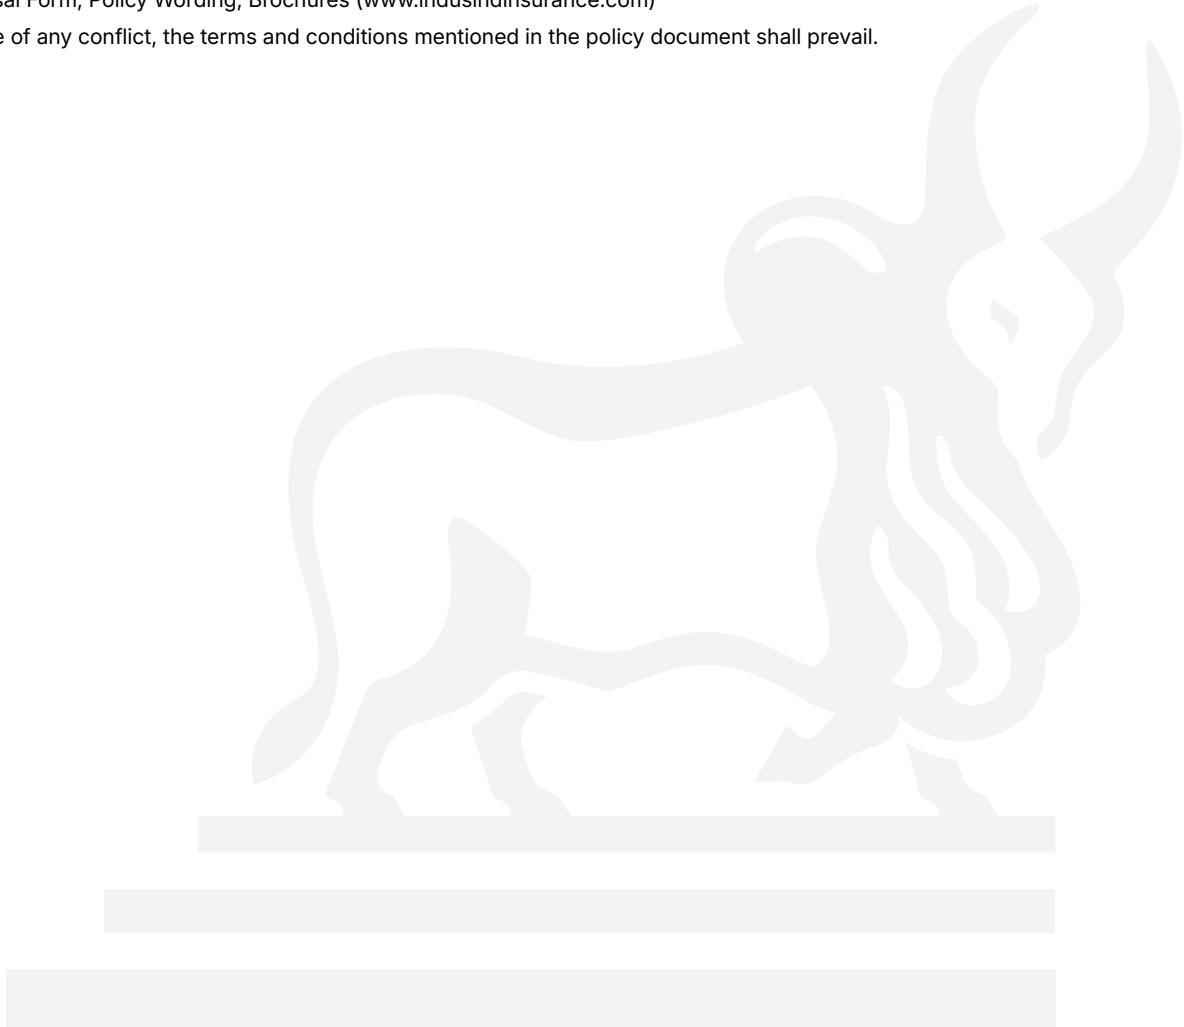 Form, Policy Wording, Brochures (www.indusindinsurance.com)
of any conflict, the terms and conditions mentioned in the policy document shall prevail.